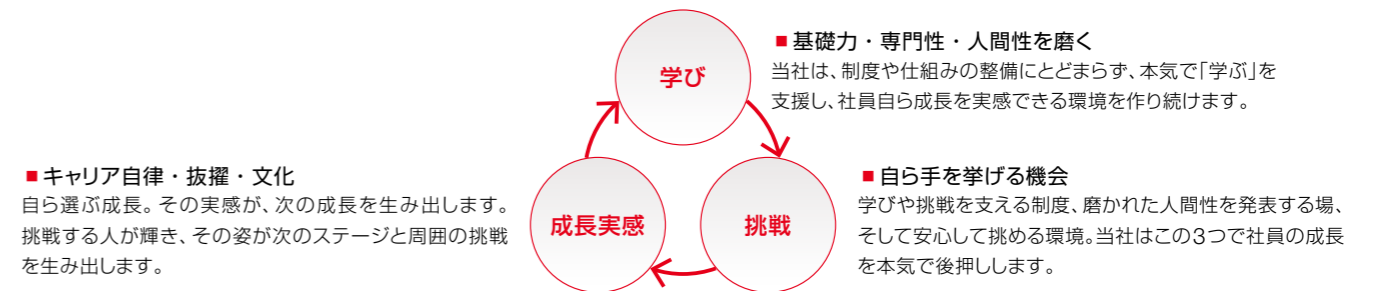 学び
■ 基礎力・専門性・人間性を磨く
当社は、制度や仕組みの整備にとどまらず、本気で「学ぶ」を
支援し、社員自ら成長を実感できる環境を作り続けます。
挑戦
■ 自ら手を挙げる機会
学びや挑戦を支える制度、磨かれた人間性を発表する場、
そして安心して挑める環境。当社はこの3つで社員の成長
を本気で後押しします。
成長実感
■ キャリア自律・抜擢・文化
自ら選ぶ成長。その実感が、次の成長を生み出します。
挑戦する人が輝き、その姿が次のステージと周囲の挑戦
を生み出します。